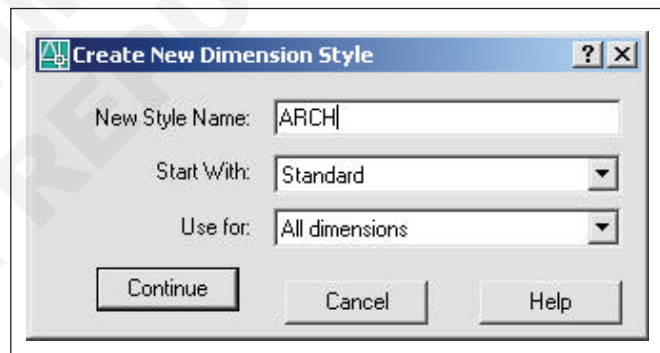 Create New Dimension Style
New Style Name: ARCH
Start With: Standard
Use for: All dimensions
Continue Cancel Help